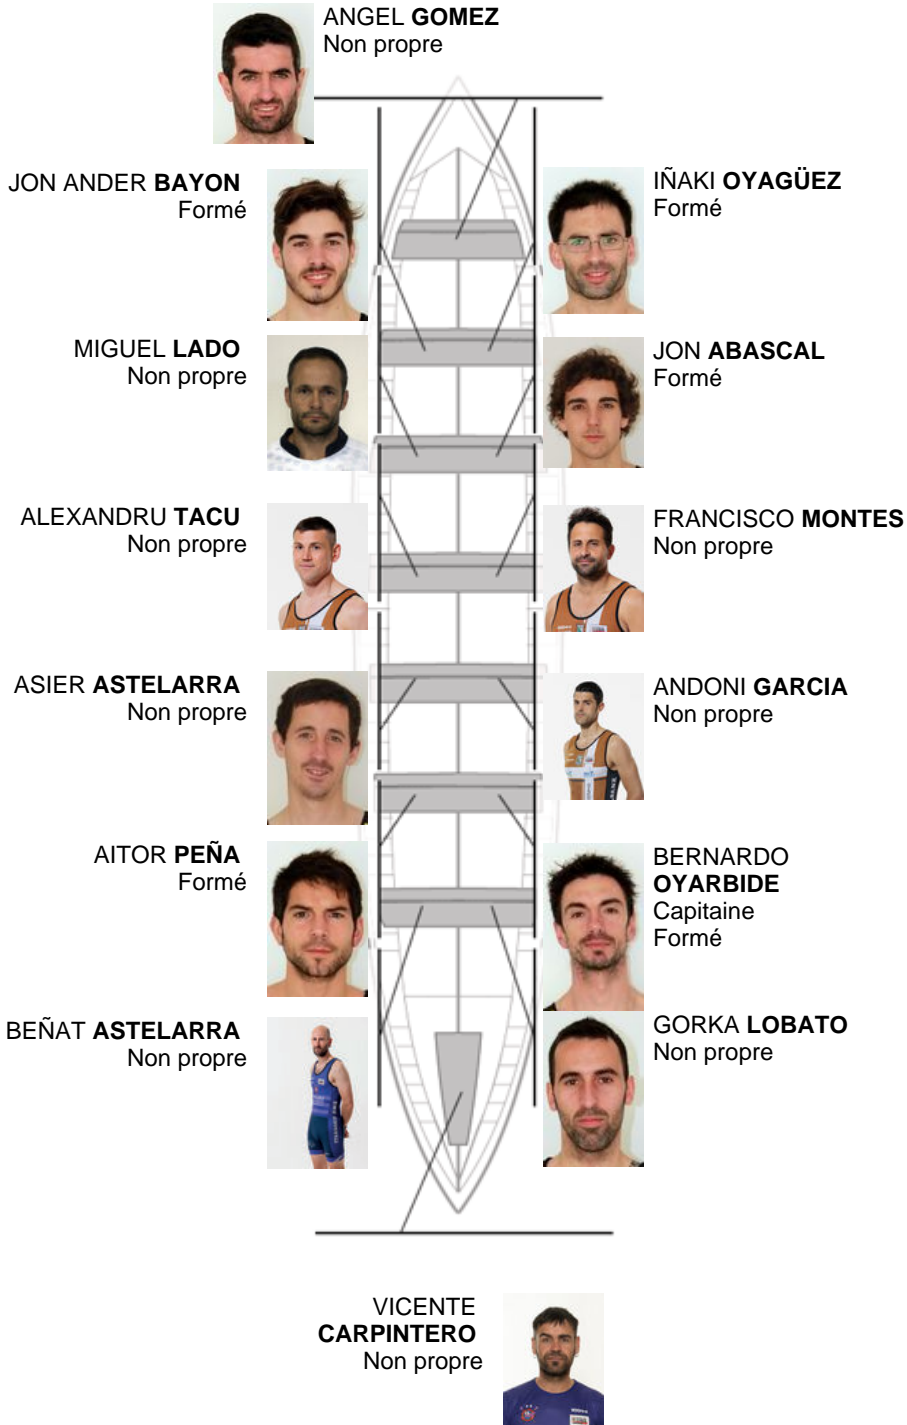 ANGEL GOMEZ
Non propre
JON ANDER BAYON
Formé
IÑAKI OYAGÜEZ
Formé
MIGUEL LADO
Non propre
JON ABASCAL
Formé
ALEXANDRU TACU
Non propre
FRANCISCO MONTES
Non propre
ASIER ASTELARRA
Non propre
ANDONI GARCIA
Non propre
AITOR PEÑA
Formé
BERNARDO
OYARBIDE
Capitaine
Formé
BEÑAT ASTELARRA
Non propre
GORKA LOBATO
Non propre
VICENTE
CARPINTERO
Non propre